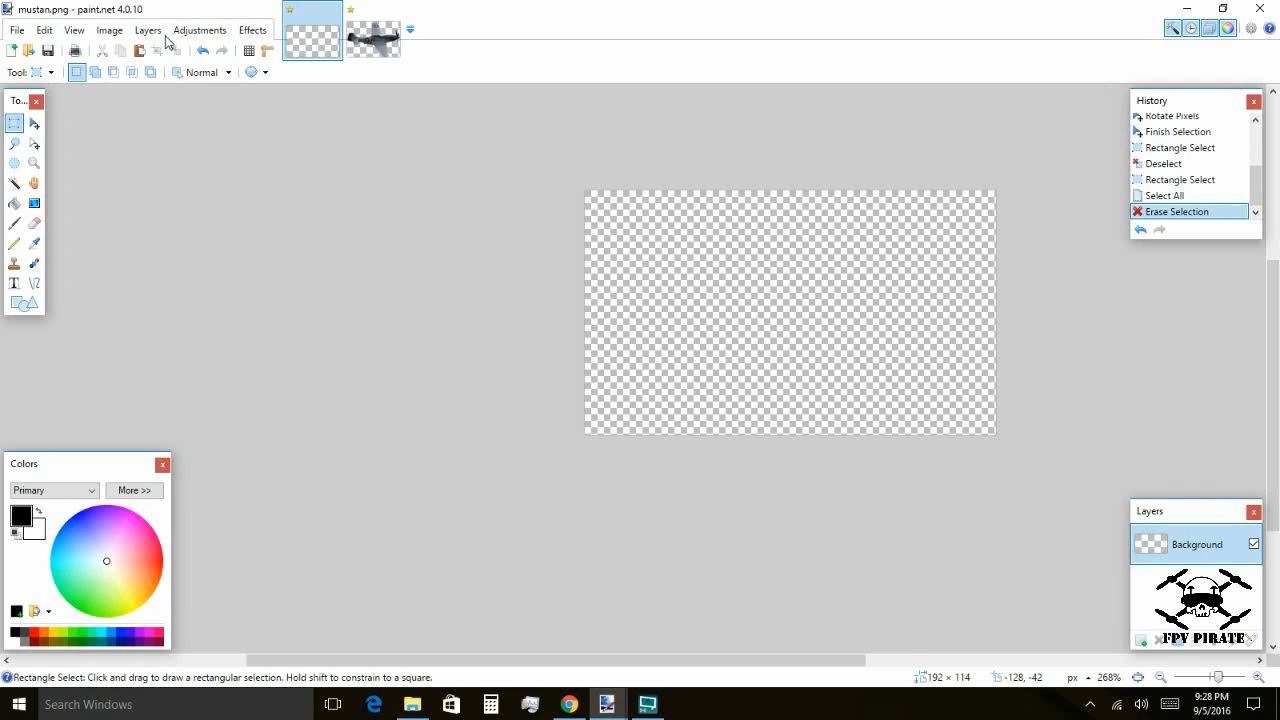 mustan.png - paint.net 4.0.10
File Edit View Image Layers Adjustments Effects
Tool: Normal
To...
History
Rotate Pixels
Finish Selection
Rectangle Select
Deselect
Rectangle Select
Select All
Erase Selection
Colors
Primary More >>
Layers
Background
FPV PIRATE
Rectangle Select: Click and drag to draw a rectangular selection. Hold shift to constrain to a square. 192 × 114 -128, -42 px 268%
Search Windows
9:28 PM
9/5/2016